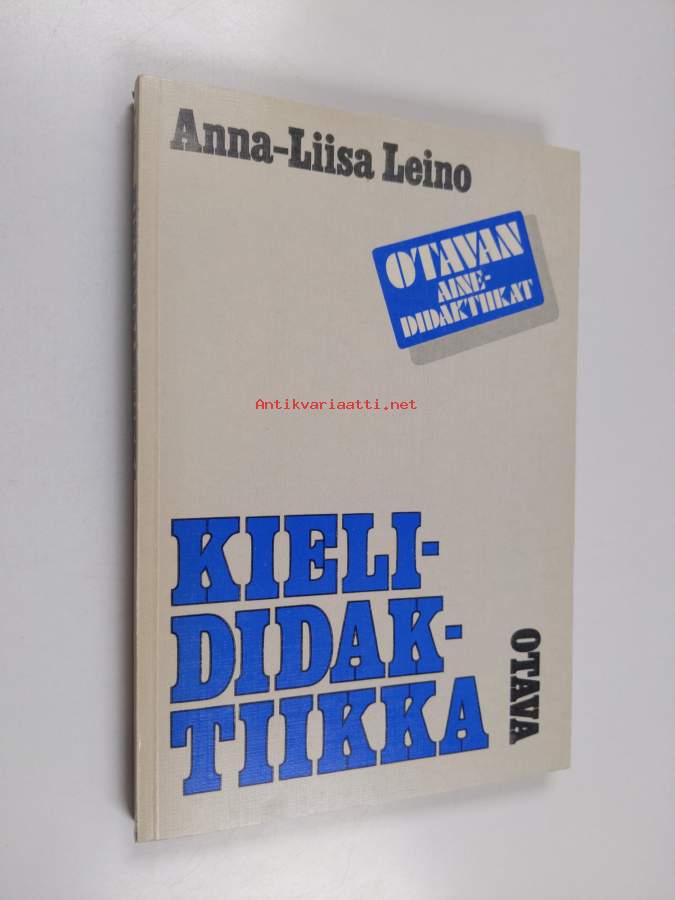 Anna-Liisa Leino
OTAVAN
AINE-
DIDAKTIIKAT
Antikvariaatti.net
KIELI-
DIDAK-
TIIKKA
OTAVA